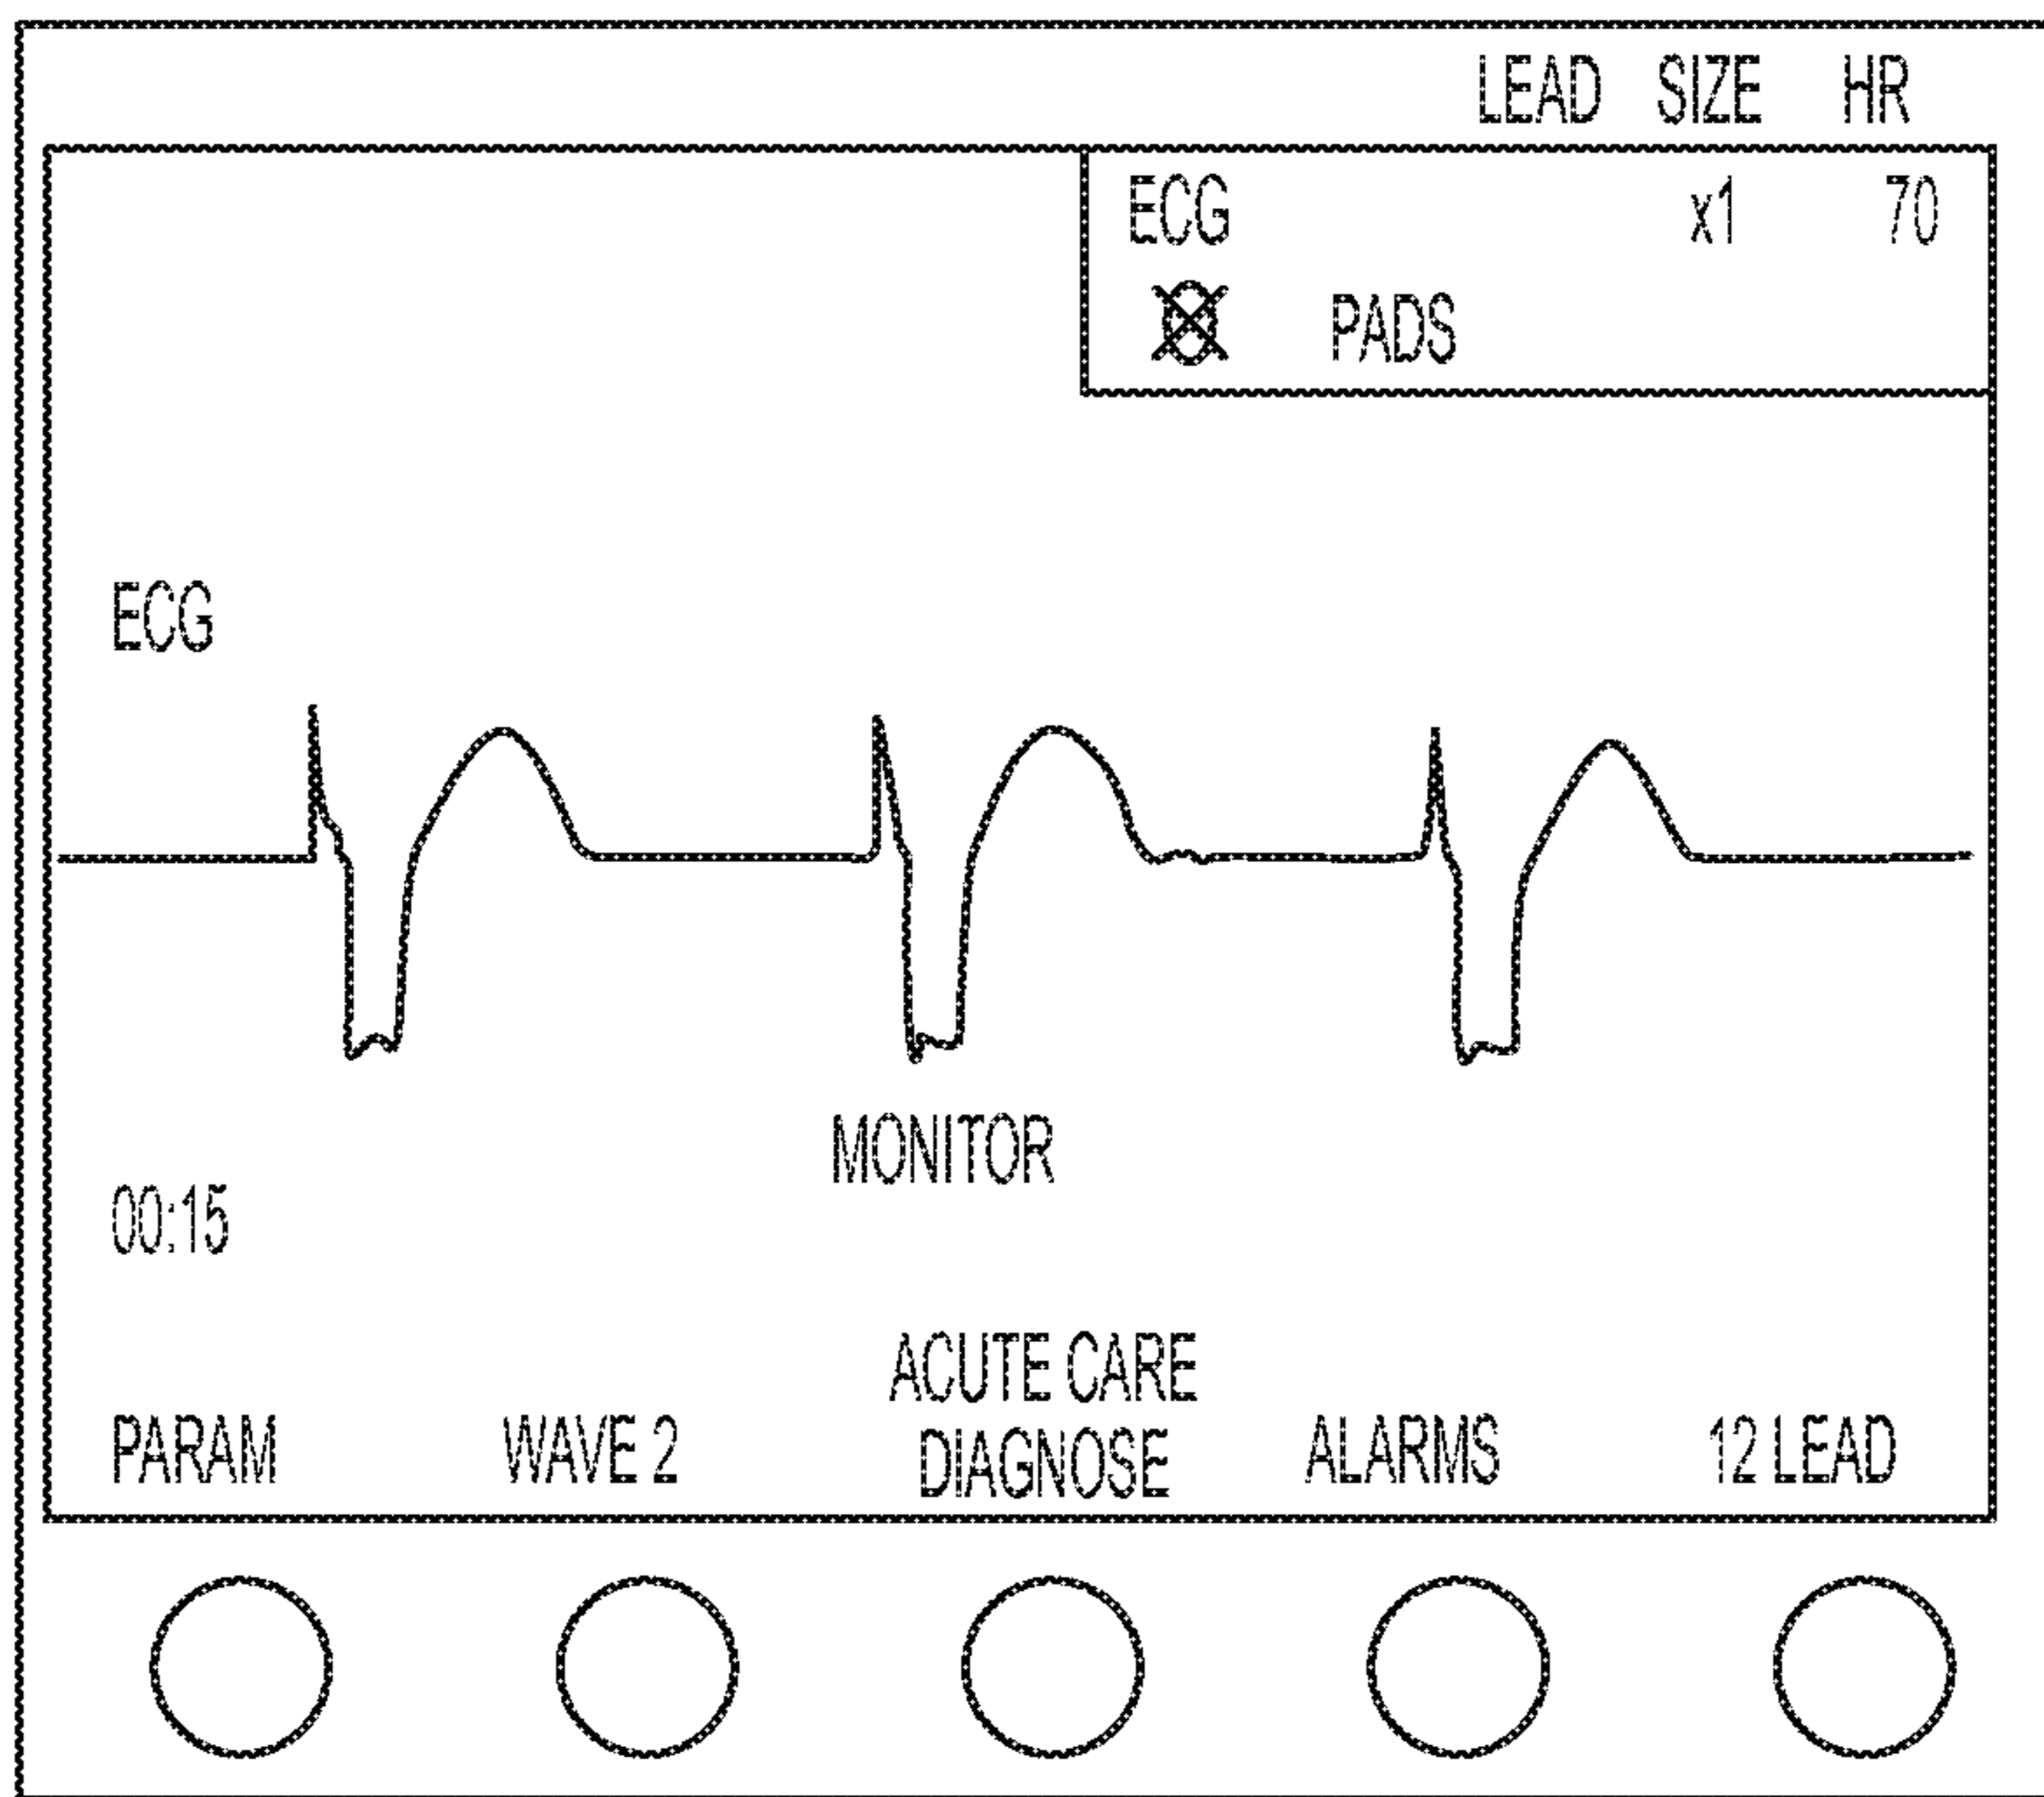 LEAD SIZE HR
ECG x1 70
PADS
ECG
MONITOR
00:15
ACUTE CARE
PARAM WAVE 2 DIAGNOSE ALARMS 12 LEAD